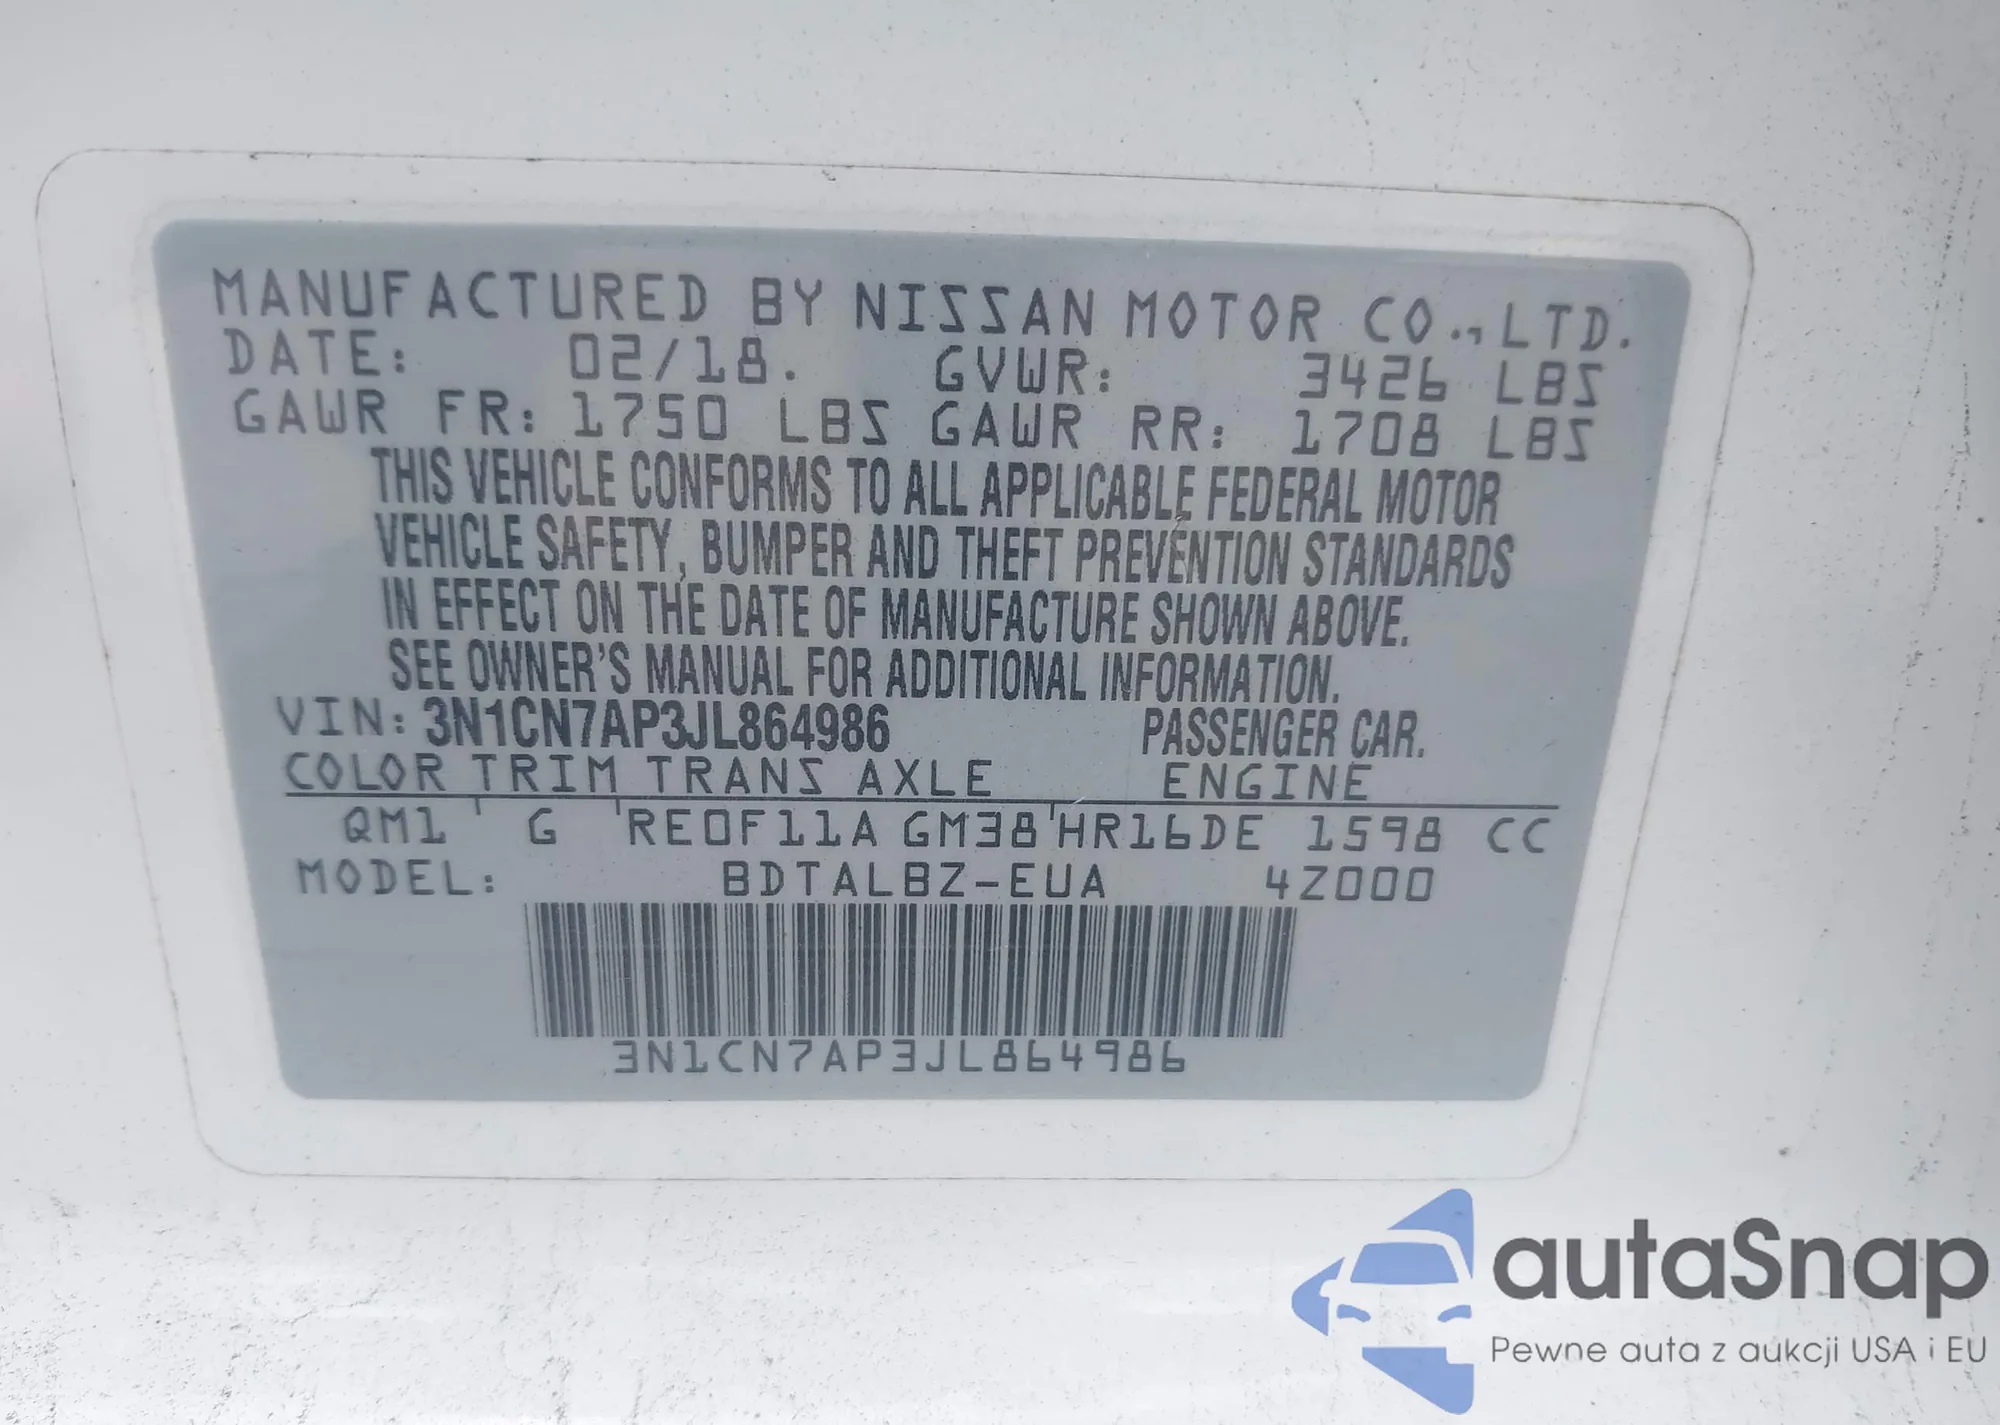 MANUFACTURED BY NISSAN MOTOR CO.,LTD.
DATE: 02/18. GVWR: 3426 LBS
GAWR FR: 1750 LBS GAWR RR: 1708 LBS
THIS VEHICLE CONFORMS TO ALL APPLICABLE FEDERAL MOTOR
VEHICLE SAFETY, BUMPER AND THEFT PREVENTION STANDARDS
IN EFFECT ON THE DATE OF MANUFACTURE SHOWN ABOVE.
SEE OWNER'S MANUAL FOR ADDITIONAL INFORMATION.
VIN: 3N1CN7AP3JL864986 PASSENGER CAR.
COLOR TRIM TRANS AXLE ENGINE
QM1 G RE0F11A GM38 HR16DE 1598 CC
MODEL: BDTALBZ-EUA 4Z000
3N1CN7AP3JL864986
autaSnap
Pewne auta z aukcji USA i EU